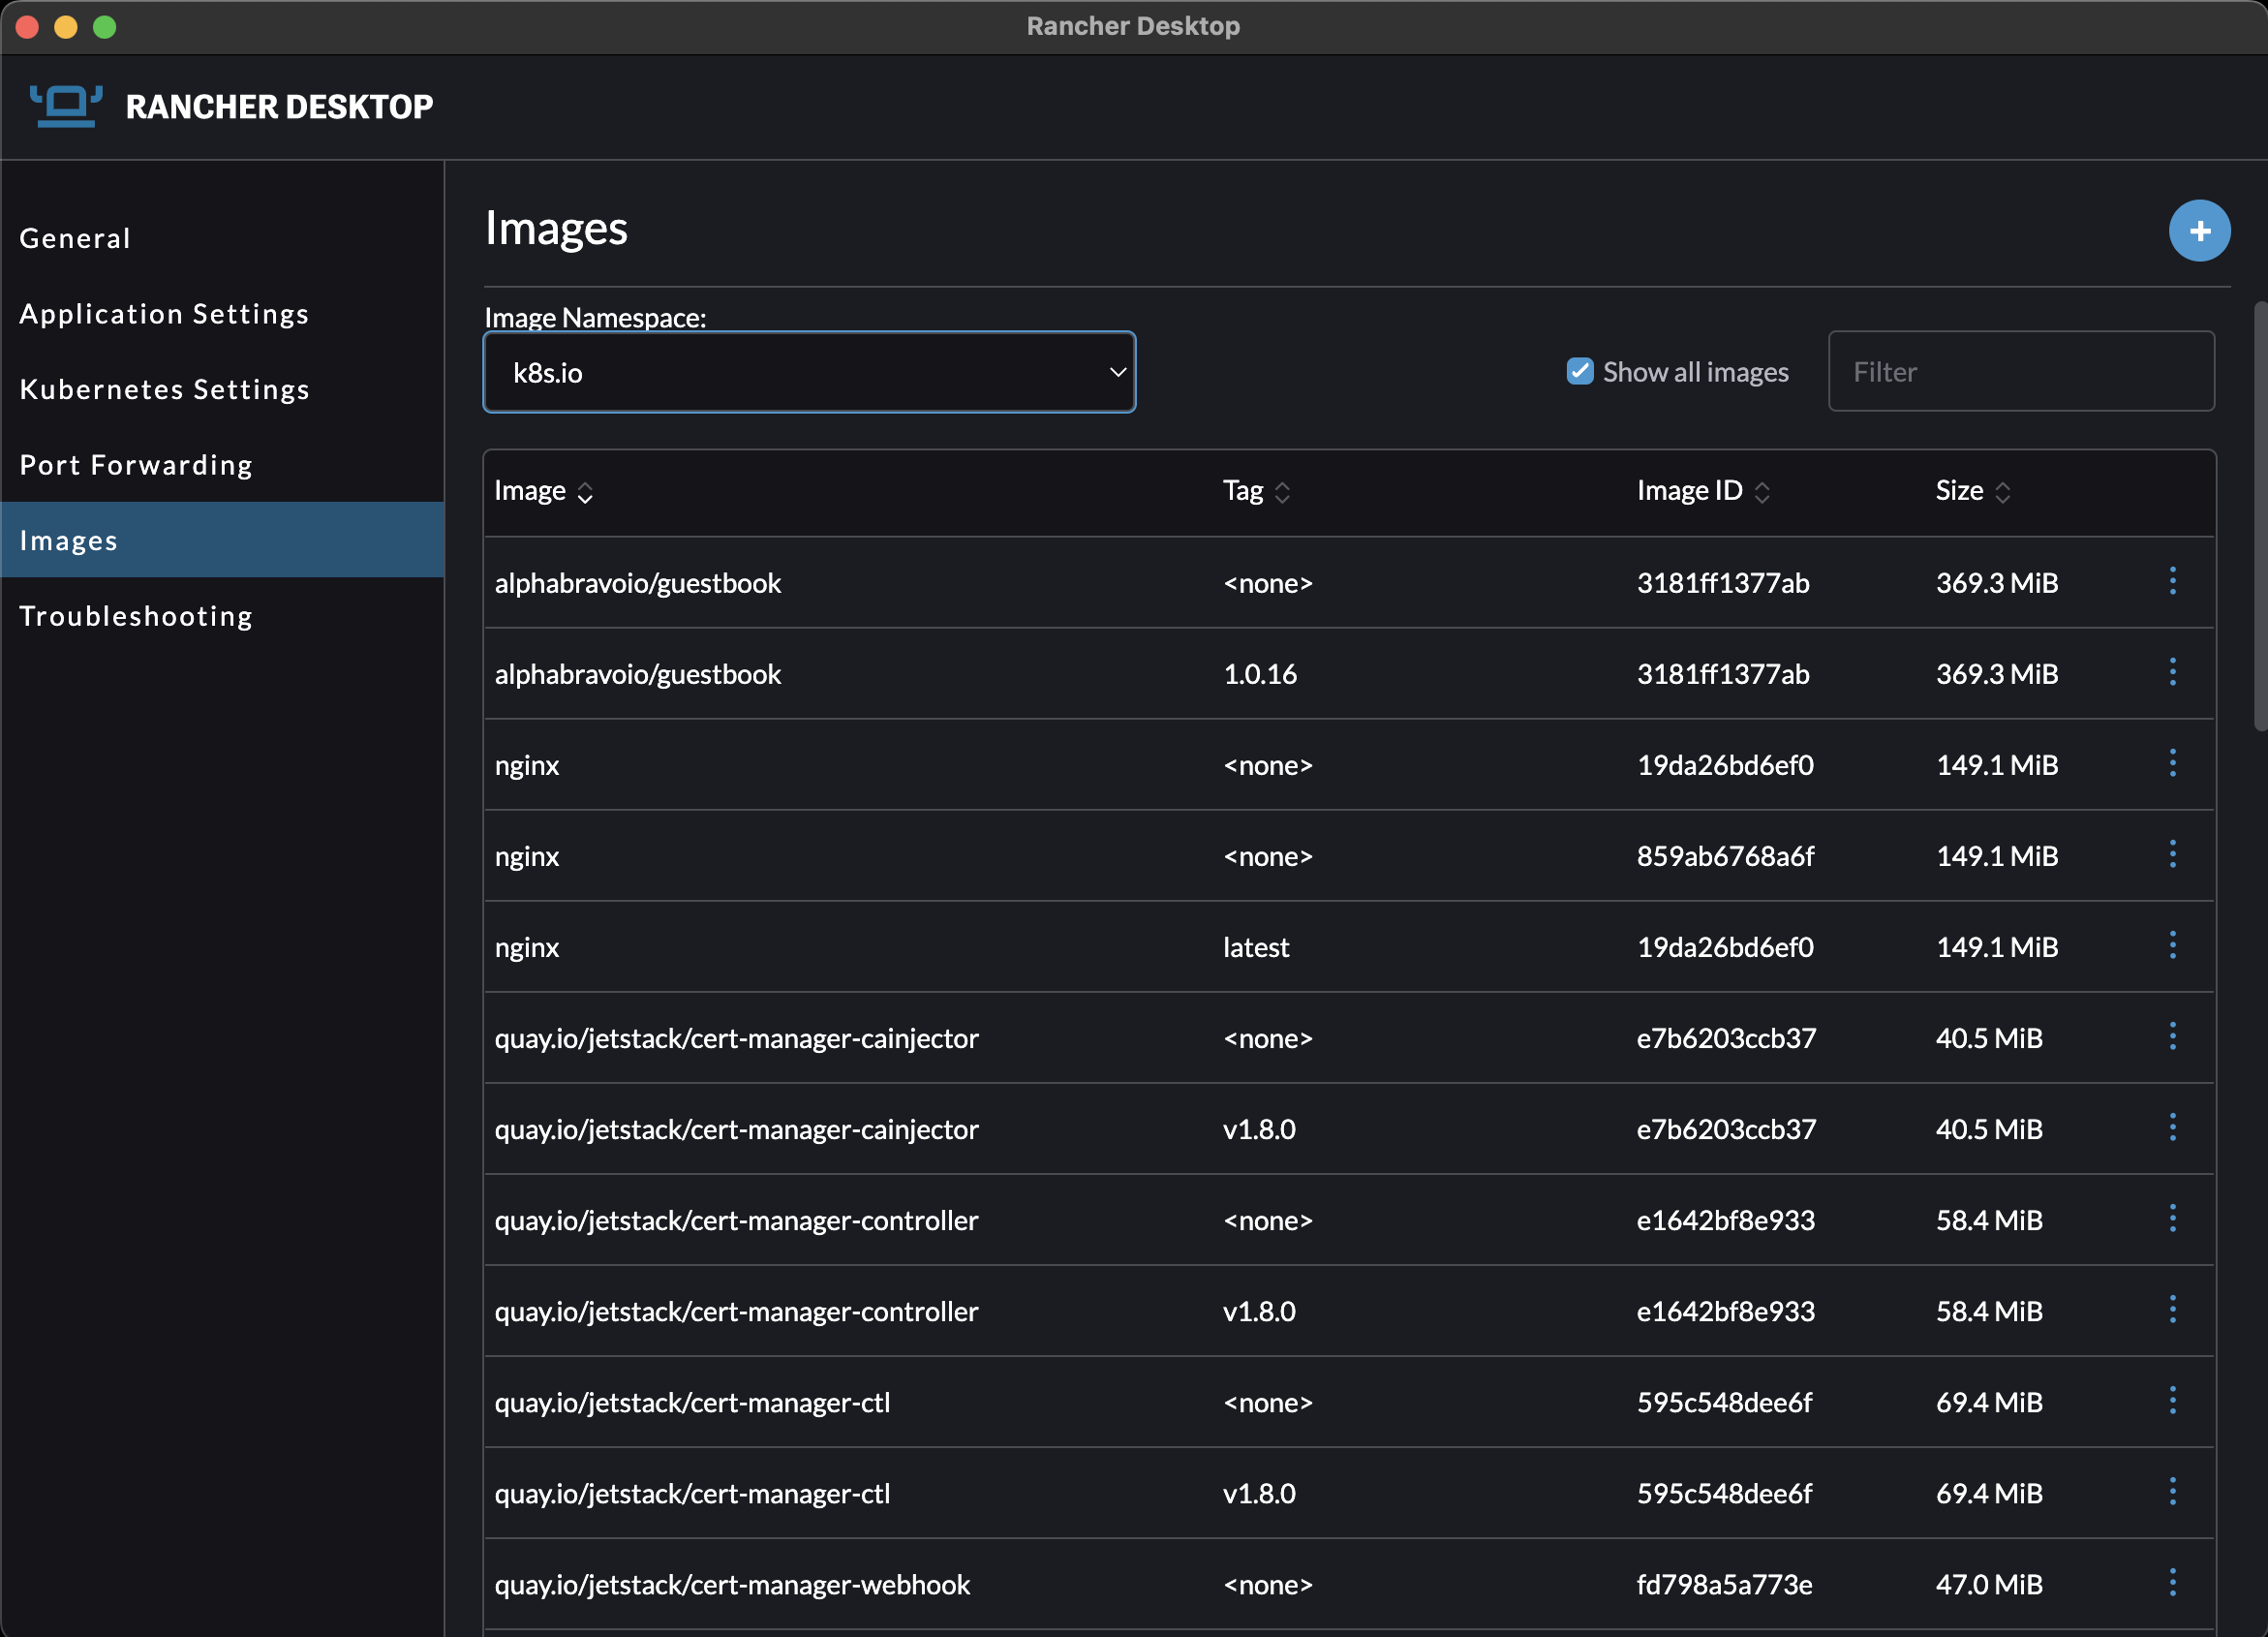 Rancher Desktop
RANCHER DESKTOP
General
Application Settings
Kubernetes Settings
Port Forwarding
Images
Troubleshooting
Images
Image Namespace:
k8s.io
Show all images
Filter
Image Tag Image ID Size
alphabravoio/guestbook <none> 3181ff1377ab 369.3 MiB
alphabravoio/guestbook 1.0.16 3181ff1377ab 369.3 MiB
nginx <none> 19da26bd6ef0 149.1 MiB
nginx <none> 859ab6768a6f 149.1 MiB
nginx latest 19da26bd6ef0 149.1 MiB
quay.io/jetstack/cert-manager-cainjector <none> e7b6203ccb37 40.5 MiB
quay.io/jetstack/cert-manager-cainjector v1.8.0 e7b6203ccb37 40.5 MiB
quay.io/jetstack/cert-manager-controller <none> e1642bf8e933 58.4 MiB
quay.io/jetstack/cert-manager-controller v1.8.0 e1642bf8e933 58.4 MiB
quay.io/jetstack/cert-manager-ctl <none> 595c548dee6f 69.4 MiB
quay.io/jetstack/cert-manager-ctl v1.8.0 595c548dee6f 69.4 MiB
quay.io/jetstack/cert-manager-webhook <none> fd798a5a773e 47.0 MiB